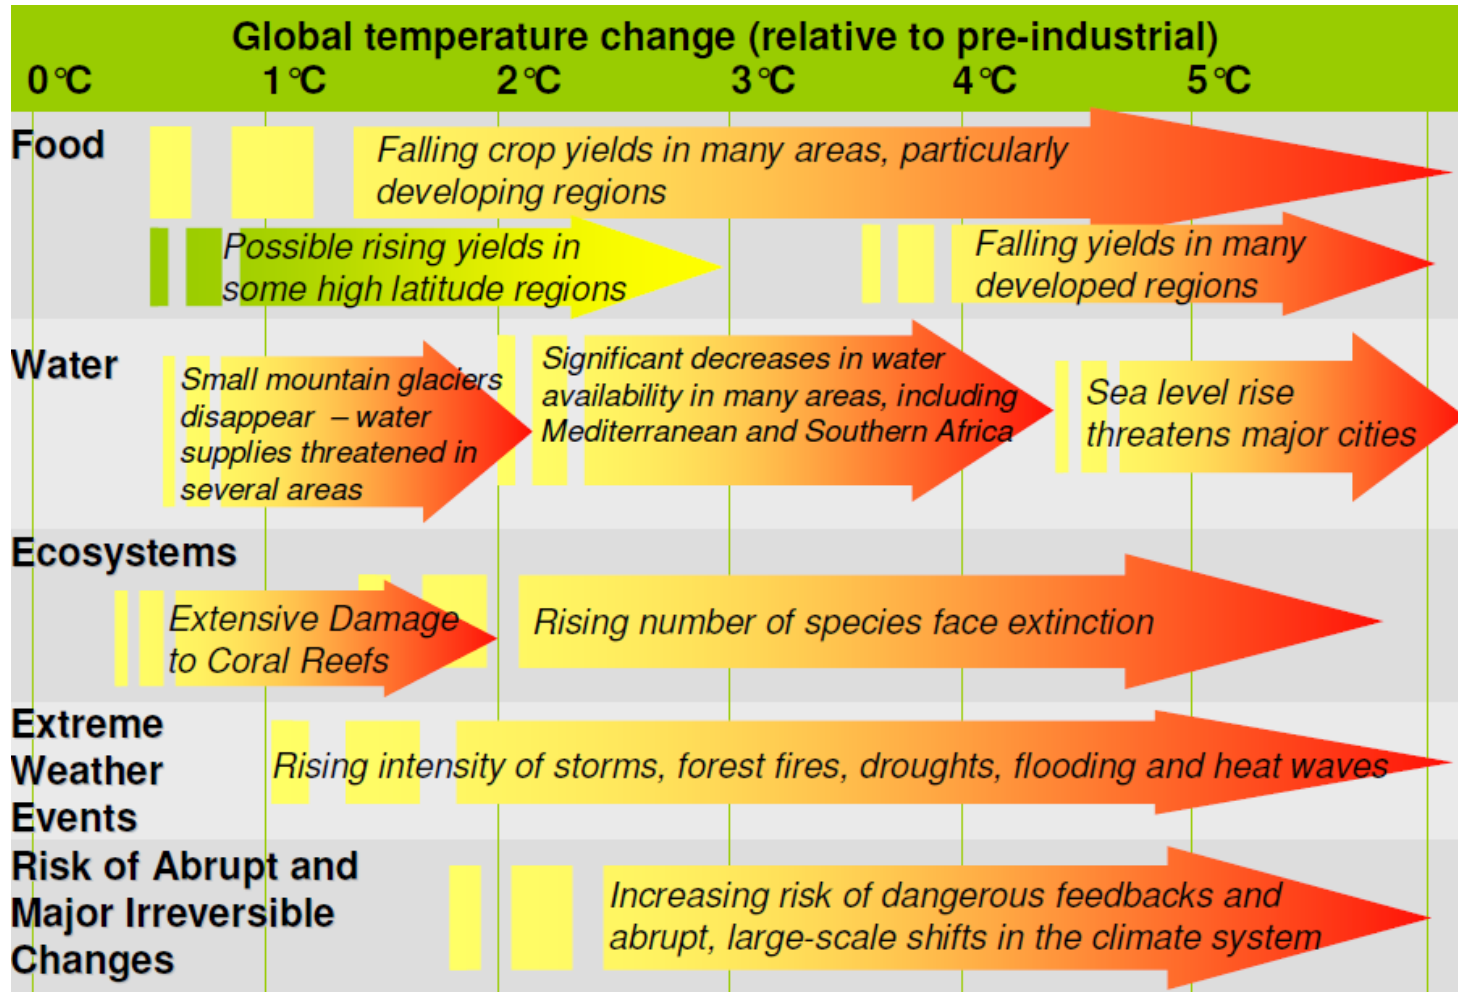 Global temperature change (relative to pre-industrial)
0°C 1°C 2°C 3°C 4°C 5°C
Food
Falling crop yields in many areas, particularly
developing regions
Possible rising yields in
some high latitude regions
Falling yields in many
developed regions
Water
Small mountain glaciers
disappear – water
supplies threatened in
several areas
Significant decreases in water
availability in many areas, including
Mediterranean and Southern Africa
Sea level rise
threatens major cities
Ecosystems
Extensive Damage
to Coral Reefs
Rising number of species face extinction
Extreme
Weather
Events
Rising intensity of storms, forest fires, droughts, flooding and heat waves
Risk of Abrupt and
Major Irreversible
Changes
Increasing risk of dangerous feedbacks and
abrupt, large-scale shifts in the climate system